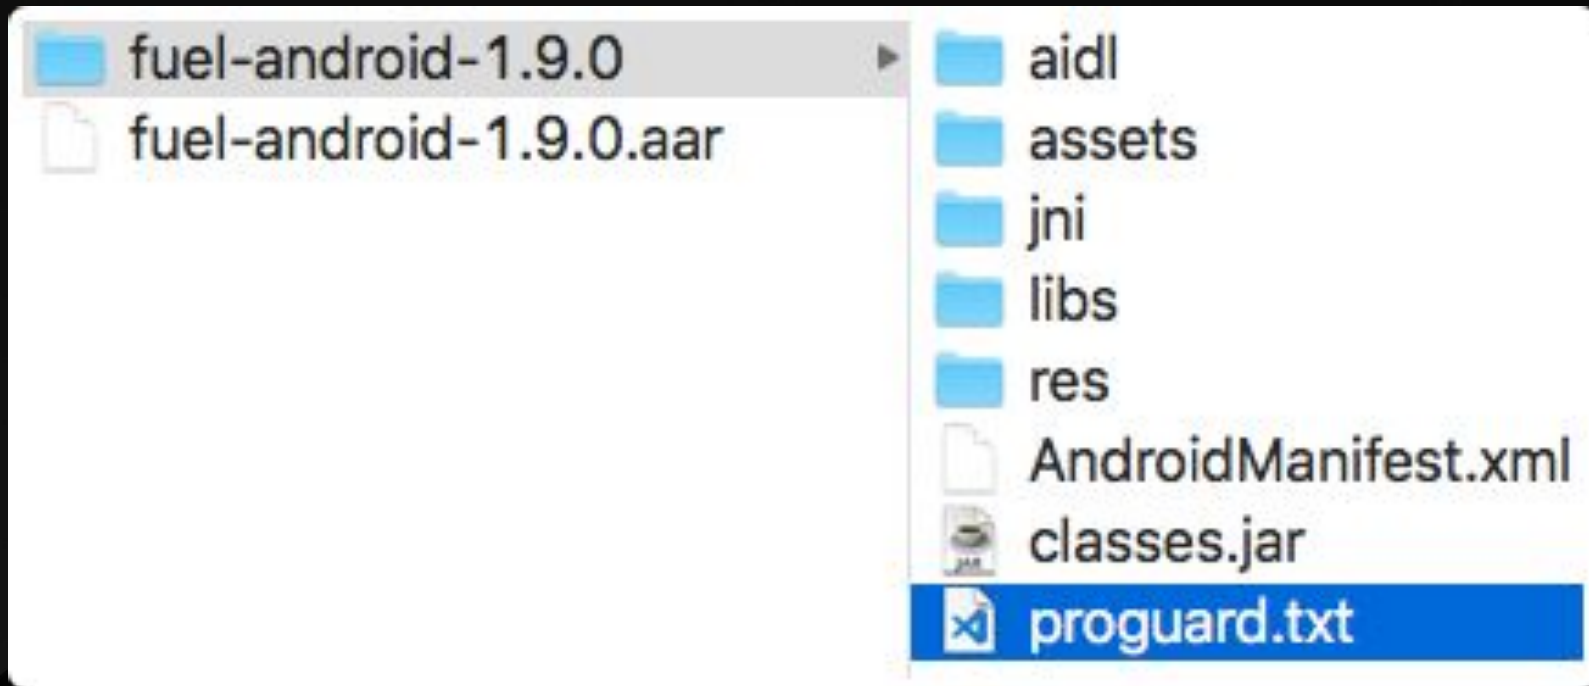 fuel-android-1.9.0
fuel-android-1.9.0.aar
aidl
assets
jni
libs
res
AndroidManifest.xml
classes.jar
proguard.txt
JAR